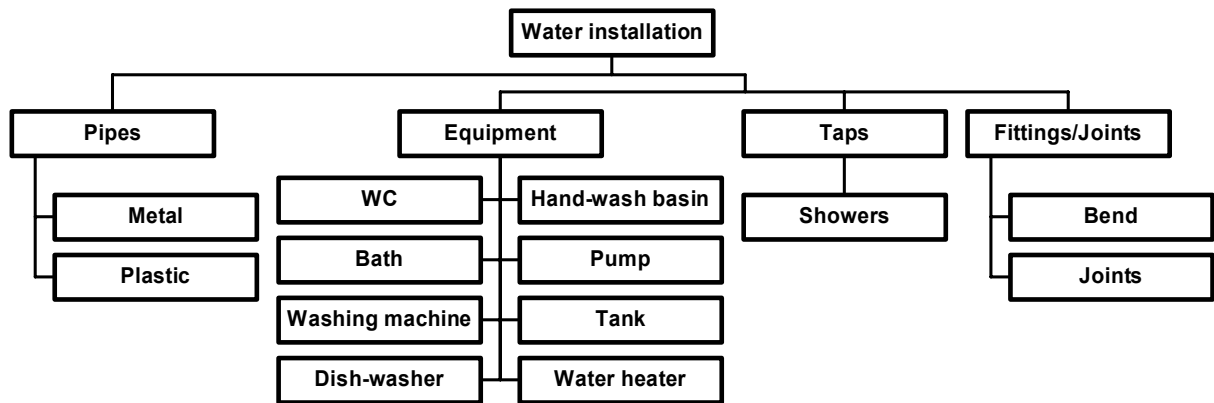 Water installation
Pipes
Equipment
Taps
Fittings/Joints
WC
Hand-wash basin
Metal
Showers
Bend
Bath
Pump
Plastic
Joints
Washing machine
Tank
Dish-washer
Water heater